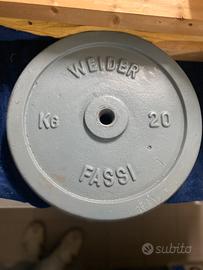 WEIDER
KG 20
FASSI
subito